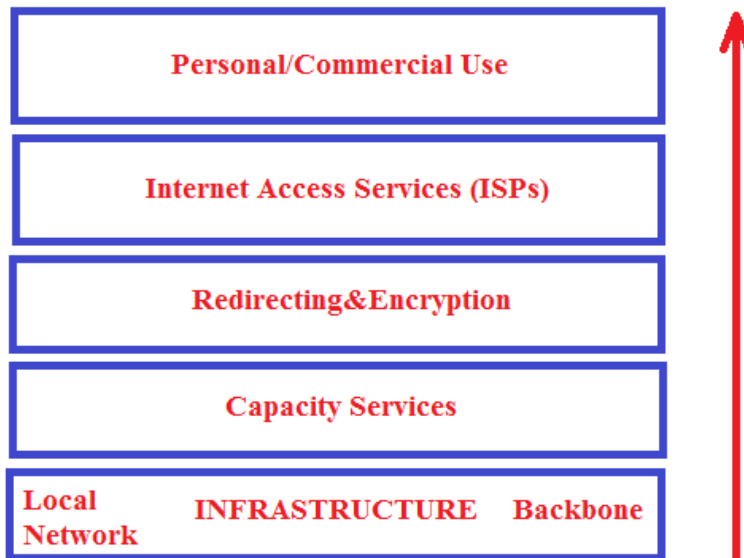 Personal/Commercial Use
Internet Access Services (ISPs)
Redirecting&Encryption
Capacity Services
Local Network INFRASTRUCTURE Backbone